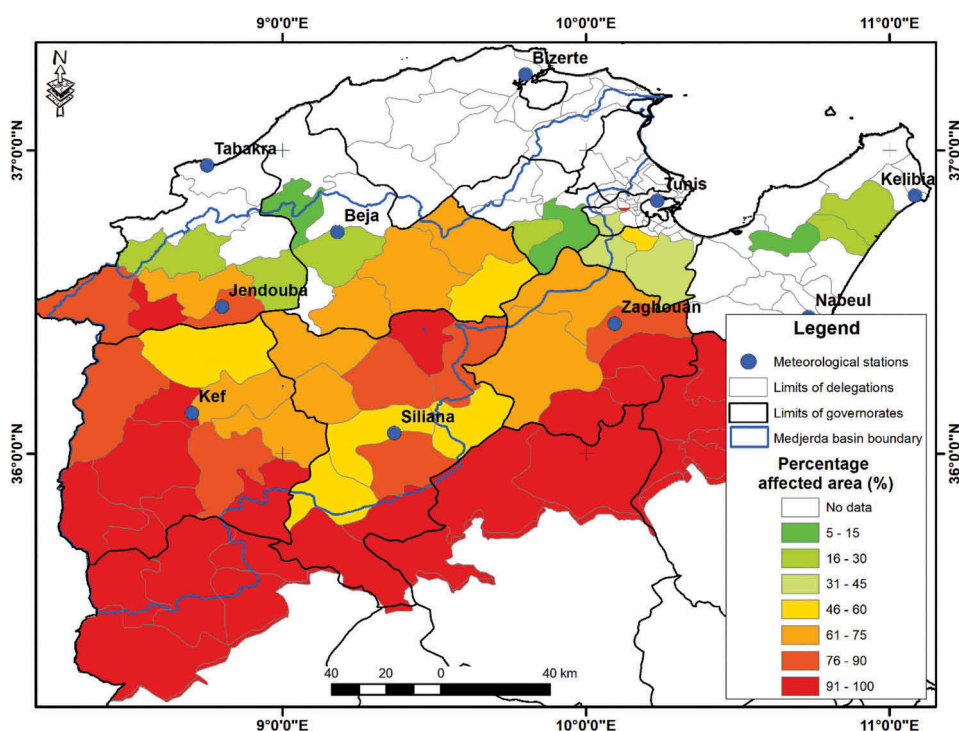 9°0'0"E 10°0'0"E 11°0'0"E
N
Bizerte
37°0'0"N 37°0'0"N
Tabakra
Kelibia
Tunis
Beja
Jendouba
Nabeul
Zaghouan
Legend
Meteorological stations
Limits of delegations
Kef
Limits of governorates
Siliana
Medjerda basin boundary
36°0'0"N 36°0'0"N
Percentage
affected area (%)
No data
5 - 15
16 - 30
31 - 45
46 - 60
61 - 75
76 - 90
91 - 100
40 20 0 40 km
9°0'0"E 10°0'0"E 11°0'0"E